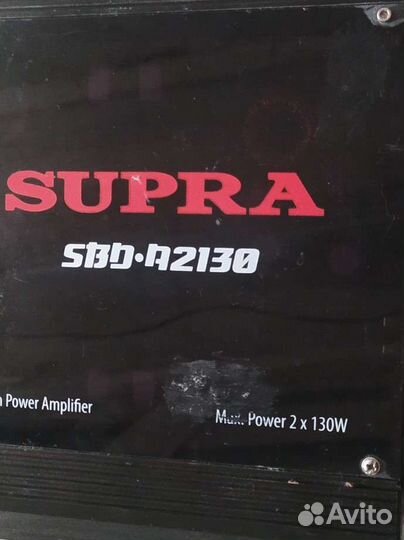 SUPRA
SBD·A2130
Power Amplifier
Max. Power 2 x 130W
Avito